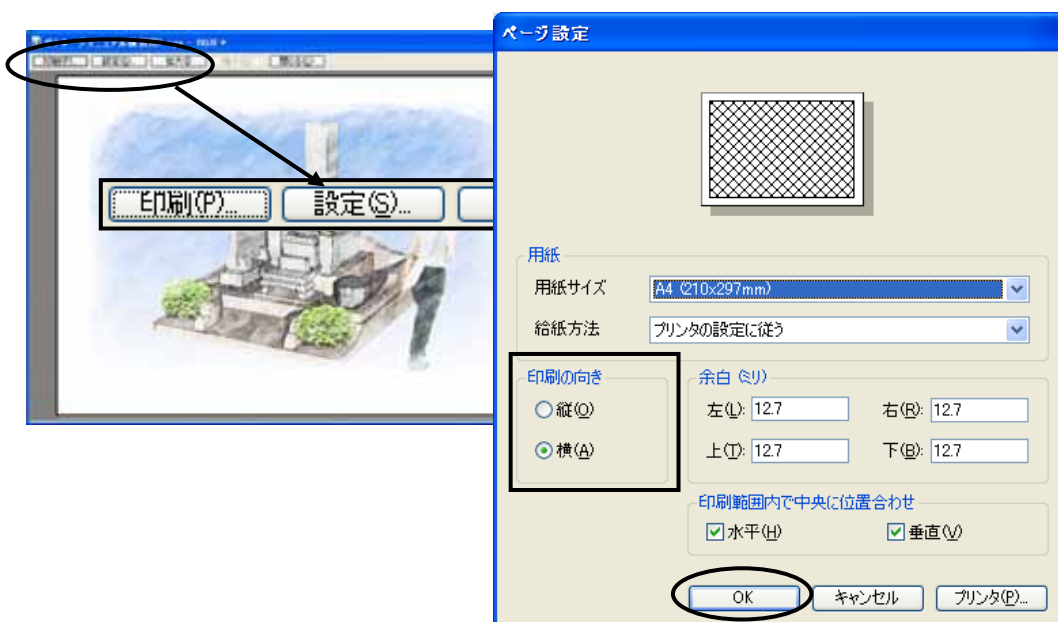 ページ設定
印刷(P)...
設定(S)...
用紙
用紙サイズ A4 (210x297mm)
給紙方法 プリンタの設定に従う
印刷の向き
縦(O)
横(A)
余白 (ミリ)
左(L): 12.7 右(R): 12.7
上(T): 12.7 下(B): 12.7
印刷範囲内で中央に位置合わせ
水平(H) 垂直(V)
OK キャンセル プリンタ(P)...